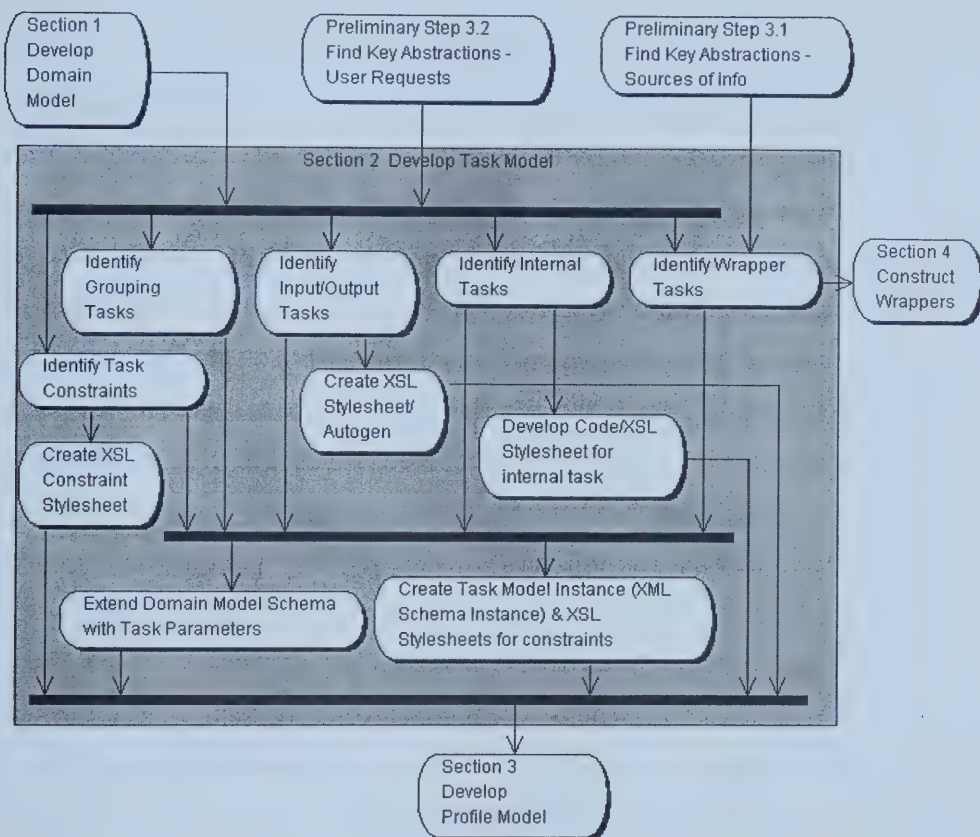 Section 1
Develop
Domain
Model
Preliminary Step 3.2
Find Key Abstractions -
User Requests
Preliminary Step 3.1
Find Key Abstractions -
Sources of info
Section 2 Develop Task Model
Identify
Grouping
Tasks
Identify
Input/Output
Tasks
Identify Internal
Tasks
Identify Wrapper
Tasks
Section 4
Construct
Wrappers
Identify Task
Constraints
Create XSL
Stylesheet/
Autogen
Develop Code/XSL
Stylesheet for
internal task
Create XSL
Constraint
Stylesheet
Extend Domain Model Schema
with Task Parameters
Create Task Model Instance (XML
Schema Instance) & XSL
Stylesheets for constraints
Section 3
Develop
Profile Model